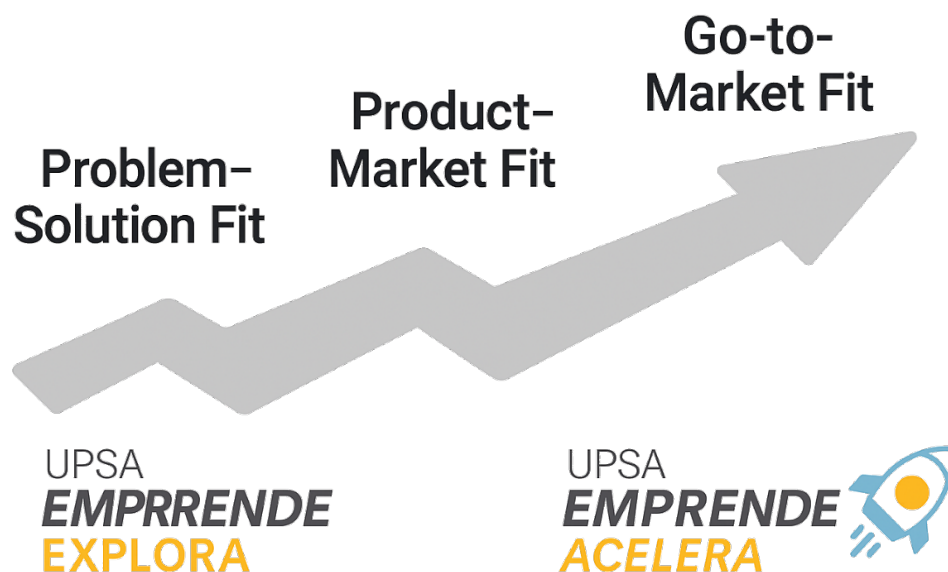 Problem–
Solution Fit
Product–
Market Fit
Go-to-
Market Fit
UPSA
EMPRRENDE
EXPLORA
UPSA
EMPRENDE
ACELERA